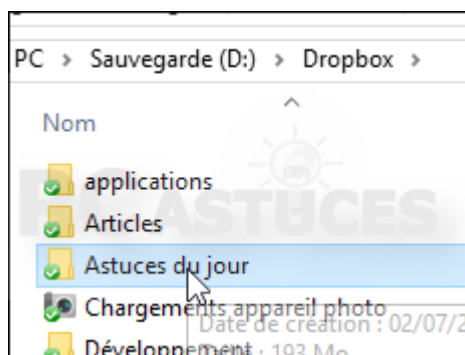 PC > Sauvegarde (D:) > Dropbox >
Nom
PC ASTUCES
applications
Articles
Astuces du jour
Chargements appareil photo
Date de création : 02/07/2
Développement
: 193 Mo